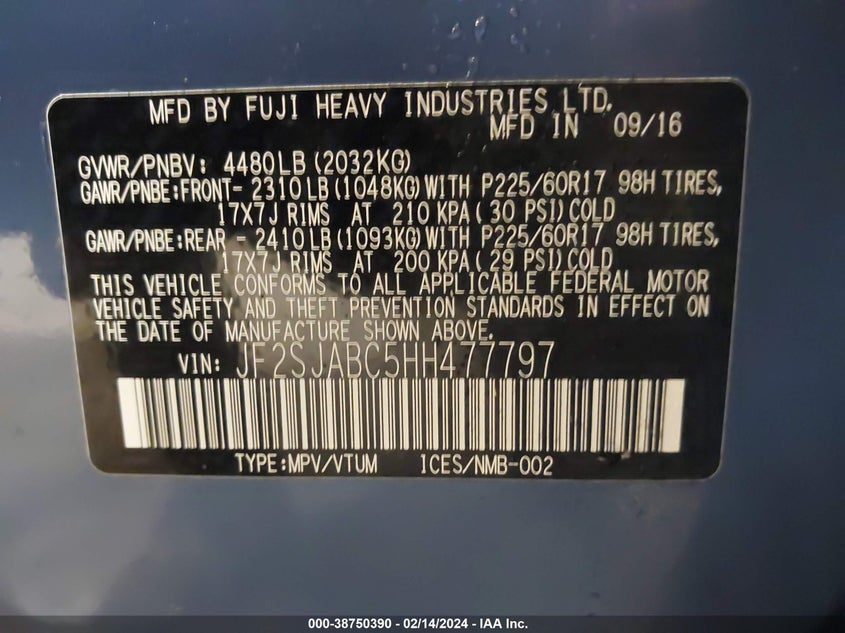 MFD BY FUJI HEAVY INDUSTRIES LTD.
MFD IN 09/16
GVWR/PNBV: 4480LB (2032KG)
GAWR/PNBE:FRONT- 2310LB (1048KG) WITH P225/60R17 98H TIRES,
17X7J RIMS AT 210 KPA ( 30 PSI) COLD
GAWR/PNBE:REAR - 2410LB (1093KG) WITH P225/60R17 98H TIRES,
17X7J RIMS AT 200 KPA ( 29 PSI) COLD
THIS VEHICLE CONFORMS TO ALL APPLICABLE FEDERAL MOTOR
VEHICLE SAFETY AND THEFT PREVENTION STANDARDS IN EFFECT ON
THE DATE OF MANUFACTURE SHOWN ABOVE.
VIN: JF2SJABC5HH477797
TYPE:MPV/VTUM ICES/NMB-002
000-38750390 - 02/14/2024 - IAA Inc.